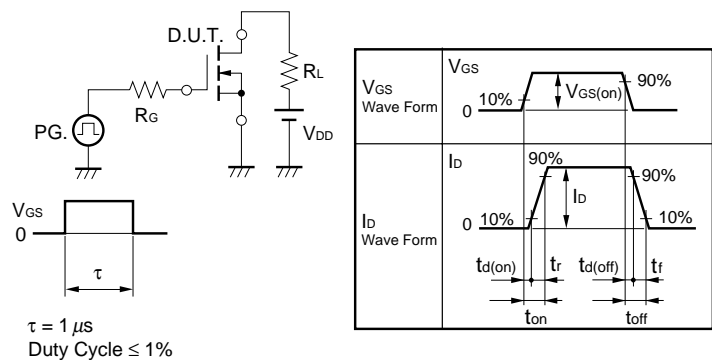 D.U.T.
RL
RG
PG.
VDD
VGS
0
τ
τ = 1 μs
Duty Cycle ≤ 1%
VGS
Wave Form
VGS
90%
VGS(on)
10%
0
ID
Wave Form
ID
90%
90%
ID
10%
0
10%
td(on)
tr
td(off)
tf
ton
toff